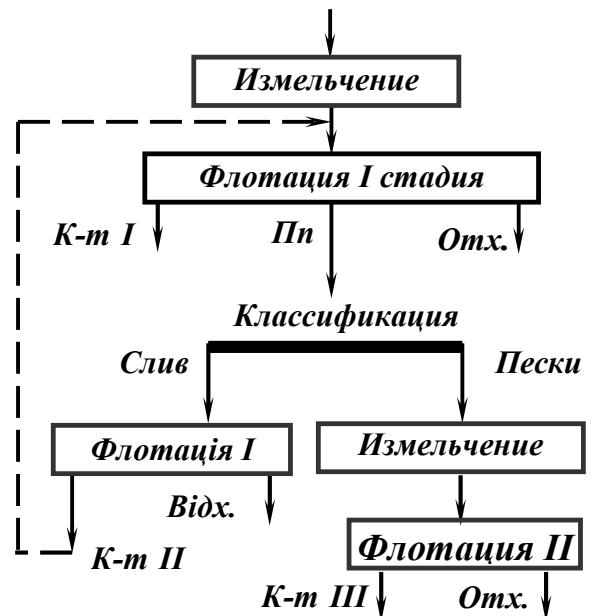 Измельчение
Флотация I стадия
К-т I
Пп
Отх.
Классификация
Слив
Пески
Флотація I
Измельчение
Відх.
К-т II
Флотация II
К-т III
Отх.